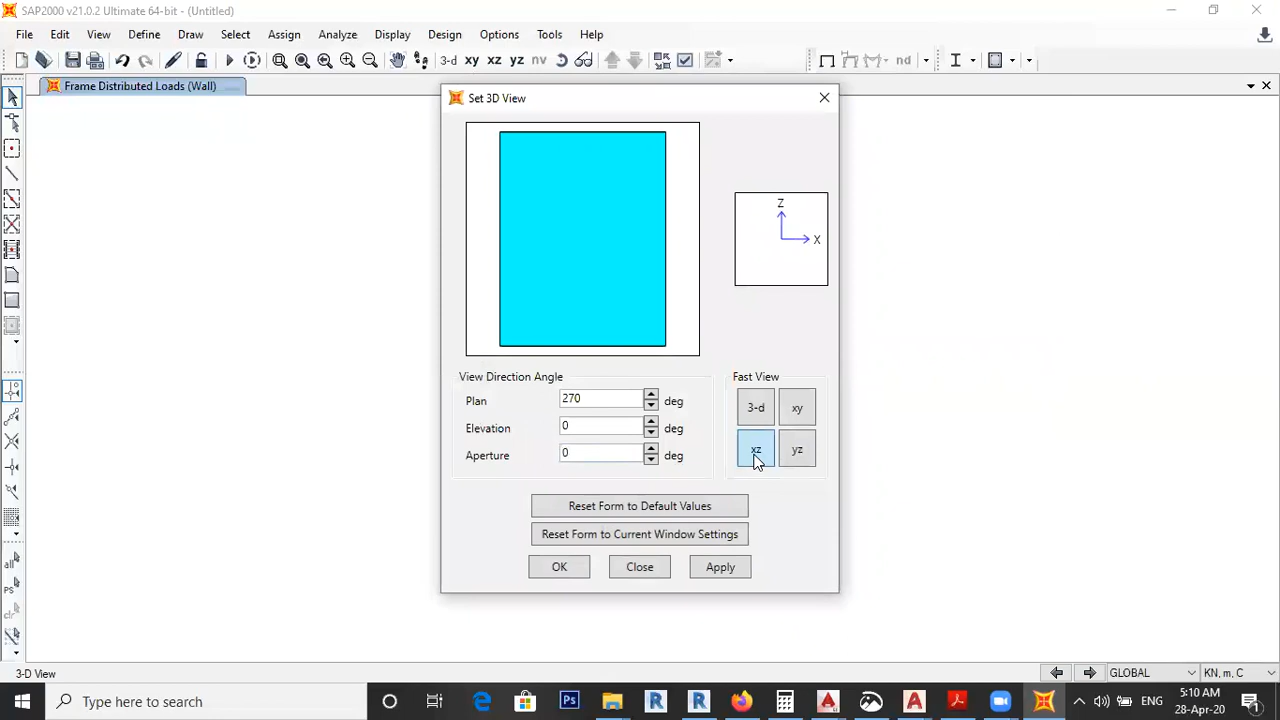 SAP2000 v21.0.2 Ultimate 64-bit - (Untitled)
File Edit View Define Draw Select Assign Analyze Display Design Options Tools Help
3-d xy xz yz nv nd
Frame Distributed Loads (Wall)
Set 3D View
Z
X
View Direction Angle
Plan 270 deg
Elevation 0 deg
Aperture 0 deg
Fast View
3-d xy
xz yz
Reset Form to Default Values
Reset Form to Current Window Settings
OK Close Apply
all
PS
clr
3-D View
GLOBAL
KN, m, C
Type here to search
ENG
5:10 AM
28-Apr-20